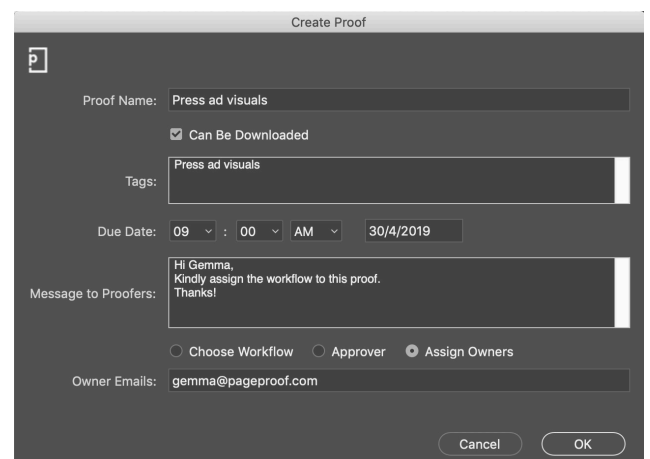 Create Proof
P
Proof Name: Press ad visuals
Can Be Downloaded
Tags: Press ad visuals
Due Date: 09 : 00 AM 30/4/2019
Message to Proofers: Hi Gemma,
Kindly assign the workflow to this proof.
Thanks!
Choose Workflow Approver Assign Owners
Owner Emails: gemma@pageproof.com
Cancel OK